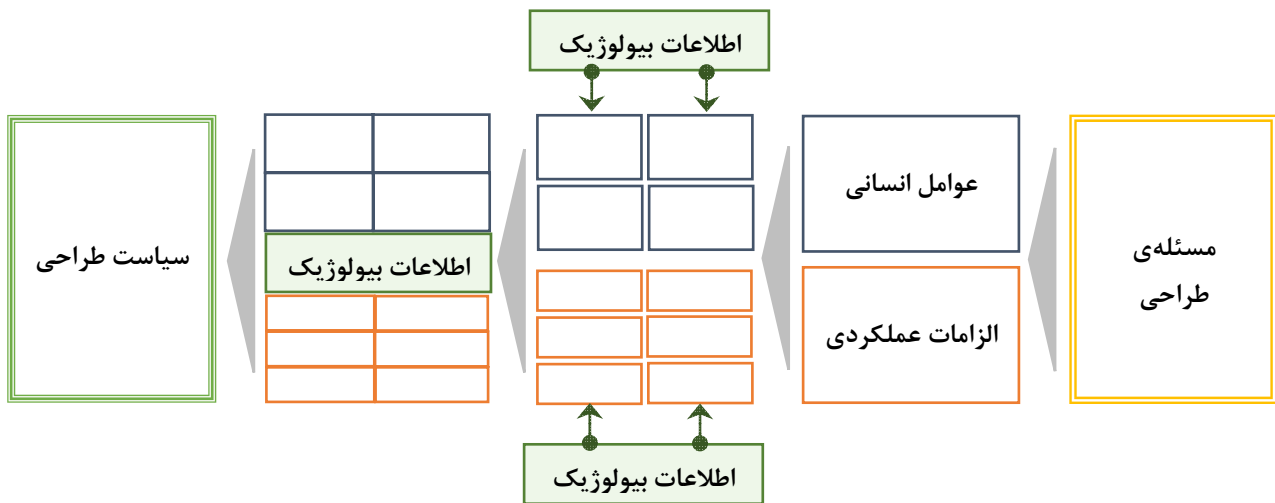 اطلاعات بیولوژیک
مسئله‌ی
طراحی
عوامل انسانی
الزامات عملکردی
اطلاعات بیولوژیک
سیاست طراحی
اطلاعات بیولوژیک